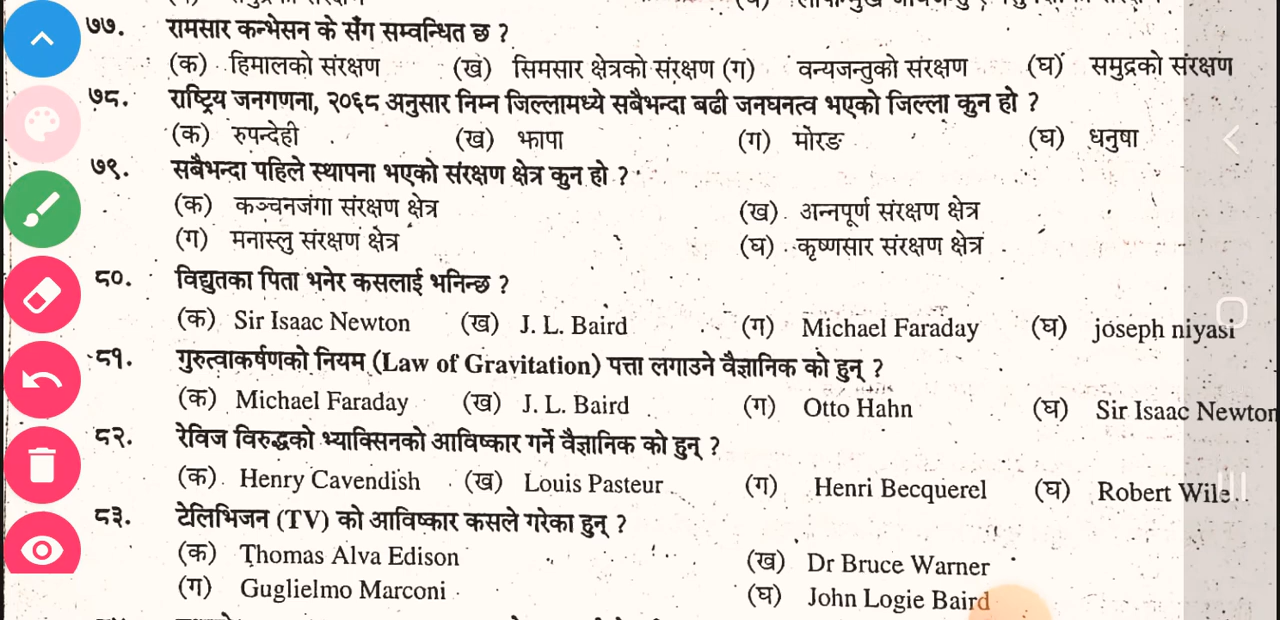 ७७. रामसार कन्भेसन के सँग सम्वन्धित छ ?
(क) हिमालको संरक्षण (ख) सिमसार क्षेत्रको संरक्षण (ग) वन्यजन्तुको संरक्षण (घ) समुद्रको संरक्षण
७८. राष्ट्रिय जनगणना, २०६८ अनुसार निम्न जिल्लामध्ये सबैभन्दा बढी जनघनत्व भएको जिल्ला कुन हो ?
(क) रुपन्देही (ख) झापा (ग) मोरङ (घ) धनुषा
७९. सबैभन्दा पहिले स्थापना भएको संरक्षण क्षेत्र कुन हो ?
(क) कञ्चनजंगा संरक्षण क्षेत्र (ख) अन्नपूर्ण संरक्षण क्षेत्र
(ग) मनास्लु संरक्षण क्षेत्र (घ) कृष्णसार संरक्षण क्षेत्र
८०. विद्युतका पिता भनेर कसलाई भनिन्छ ?
(क) Sir Isaac Newton (ख) J. L. Baird (ग) Michael Faraday (घ) joseph niyasi
८१. गुरुत्वाकर्षणको नियम (Law of Gravitation) पत्ता लगाउने वैज्ञानिक को हुन् ?
(क) Michael Faraday (ख) J. L. Baird (ग) Otto Hahn (घ) Sir Isaac Newton
८२. रेविज विरुद्धको भ्याक्सिनको आविष्कार गर्ने वैज्ञानिक को हुन् ?
(क) Henry Cavendish (ख) Louis Pasteur (ग) Henri Becquerel (घ) Robert Wile..
८३. टेलिभिजन (TV) को आविष्कार कसले गरेका हुन् ?
(क) Thomas Alva Edison (ख) Dr Bruce Warner
(ग) Guglielmo Marconi (घ) John Logie Baird